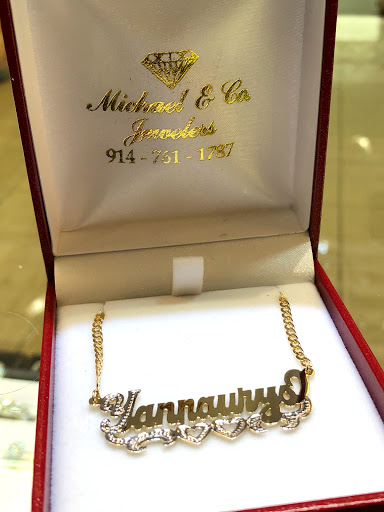 Michael & Co.
Jewelers
914-761-1787
Yannaurys